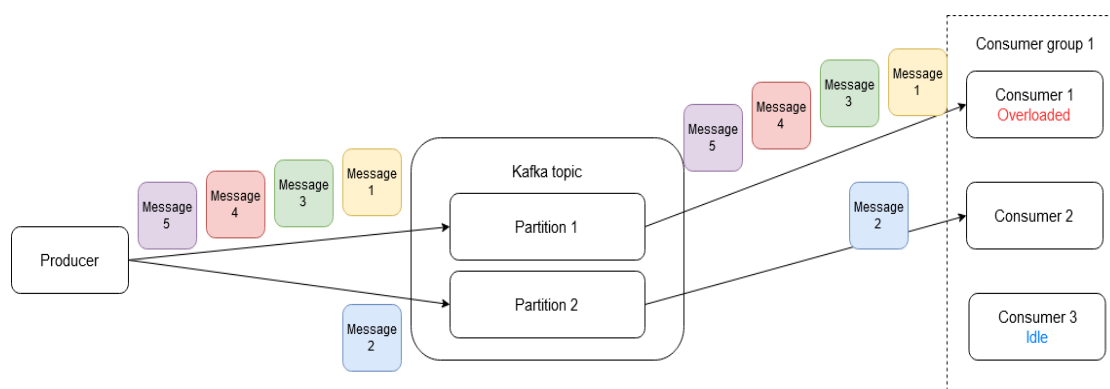 Consumer group 1
Message
1
Message
3
Message
4
Message
5
Consumer 1
Overloaded
Message
1
Message
3
Message
4
Message
5
Kafka topic
Partition 1
Message
2
Consumer 2
Producer
Partition 2
Message
2
Consumer 3
Idle